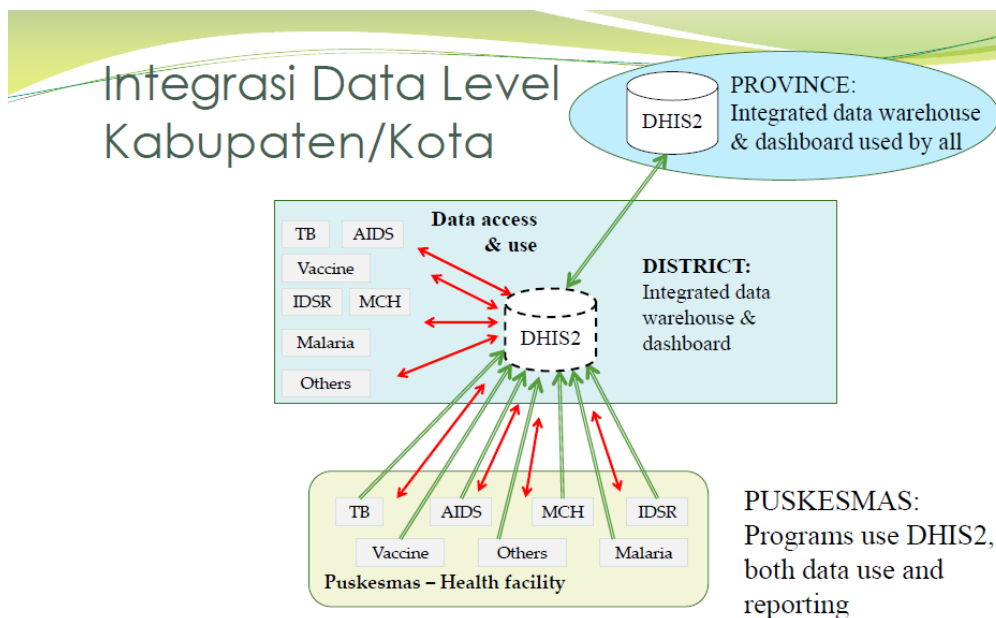 Integrasi Data Level
Kabupaten/Kota
DHIS2
PROVINCE:
Integrated data warehouse
& dashboard used by all
TB
AIDS
Vaccine
IDSR
MCH
Malaria
Others
Data access
& use
DHIS2
DISTRICT:
Integrated data
warehouse &
dashboard
TB
AIDS
MCH
IDSR
Vaccine
Others
Malaria
Puskesmas – Health facility
PUSKESMAS:
Programs use DHIS2,
both data use and
reporting